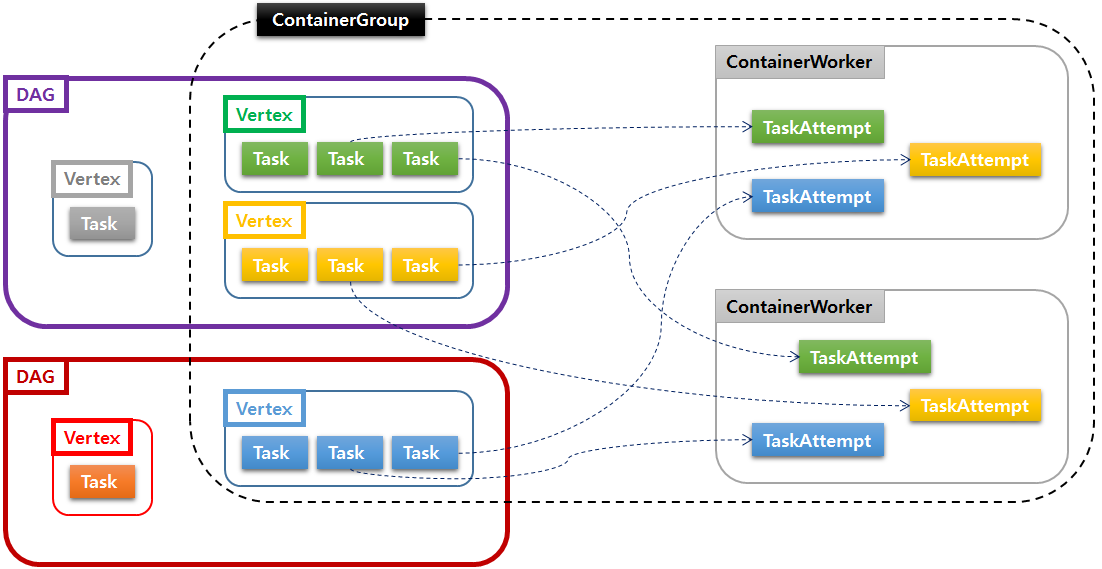 ContainerGroup
DAG
Vertex
Task
Vertex
Task Task Task
Vertex
Task Task Task
DAG
Vertex
Task
Vertex
Task Task Task
ContainerWorker
TaskAttempt
TaskAttempt
TaskAttempt
ContainerWorker
TaskAttempt
TaskAttempt
TaskAttempt